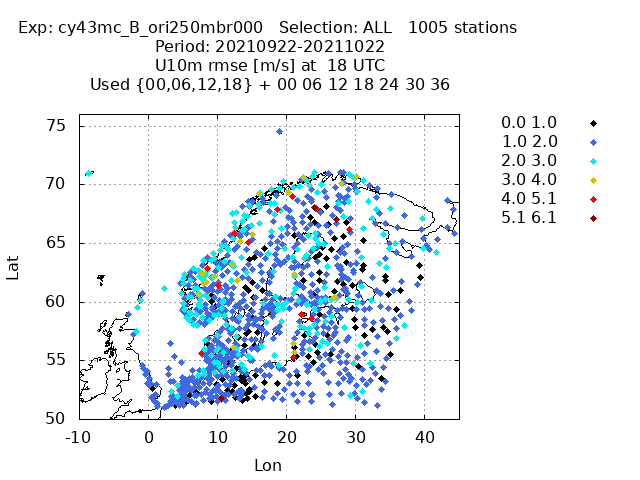 Exp: cy43mc_B_ori250mbr000   Selection: ALL   1005 stations
Period: 20210922-20211022
U10m rmse [m/s] at  18 UTC
Used {00,06,12,18} + 00 06 12 18 24 30 36
0.0 1.0
1.0 2.0
2.0 3.0
3.0 4.0
4.0 5.1
5.1 6.1
75
70
65
60
55
50
Lat
-10 0 10 20 30 40
Lon